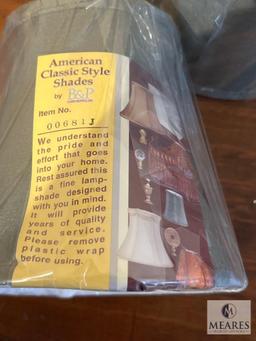 American
Classic Style
Shades
by B&P
Item No.
00681J
We understand
the pride and
effort that goes
into your home.
Rest assured this
is a fine lamp-
shade designed
with you in mind.
It will provide
years of quality
and service.
Please remove
plastic wrap
before using.
M
MEARES